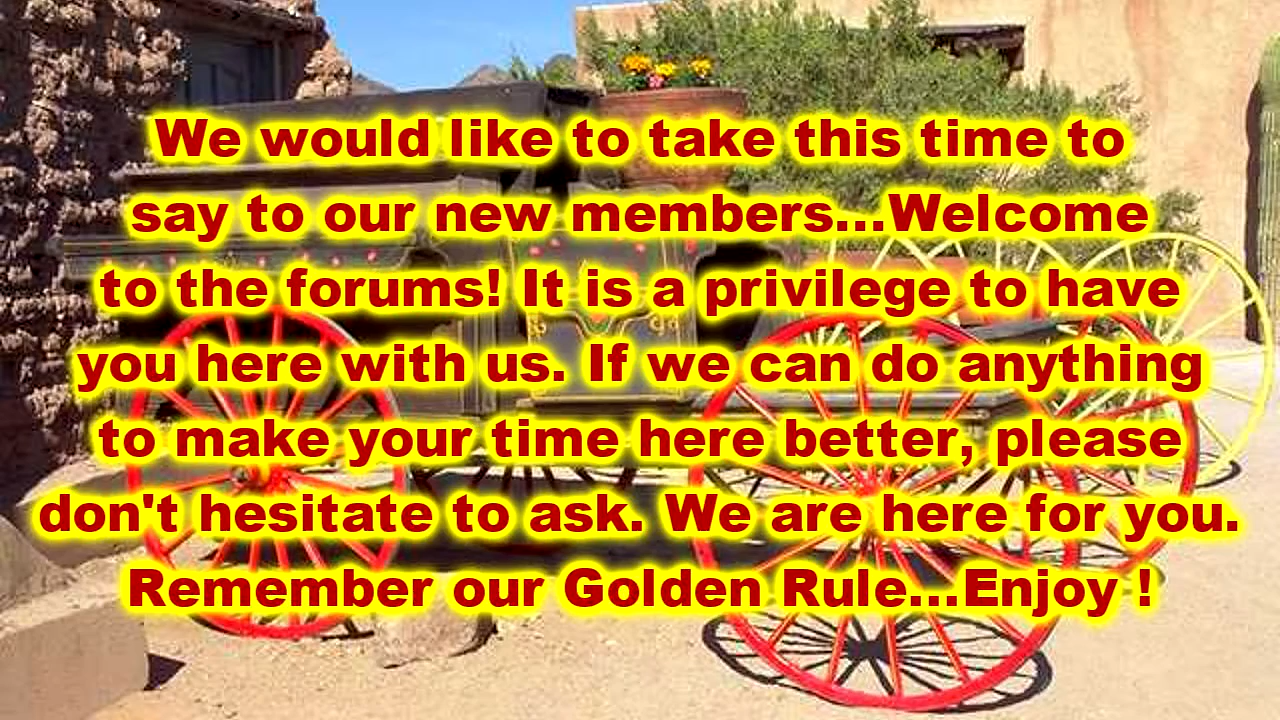 We would like to take this time to
say to our new members...Welcome
to the forums! It is a privilege to have
you here with us. If we can do anything
to make your time here better, please
don't hesitate to ask. We are here for you.
Remember our Golden Rule...Enjoy !